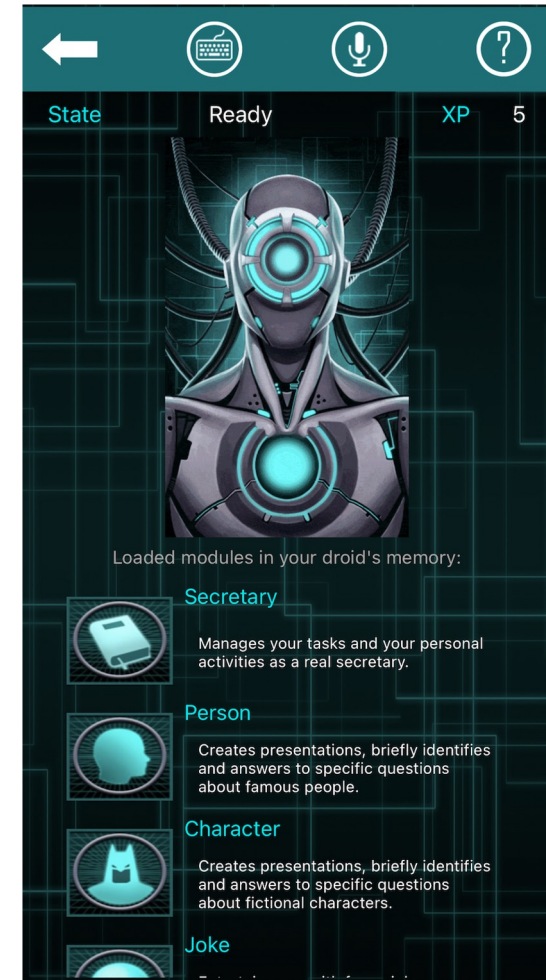 State Ready XP 5
Loaded modules in your droid's memory:
Secretary
Manages your tasks and your personal
activities as a real secretary.
Person
Creates presentations, briefly identifies
and answers to specific questions
about famous people.
Character
Creates presentations, briefly identifies
and answers to specific questions
about fictional characters.
Joke